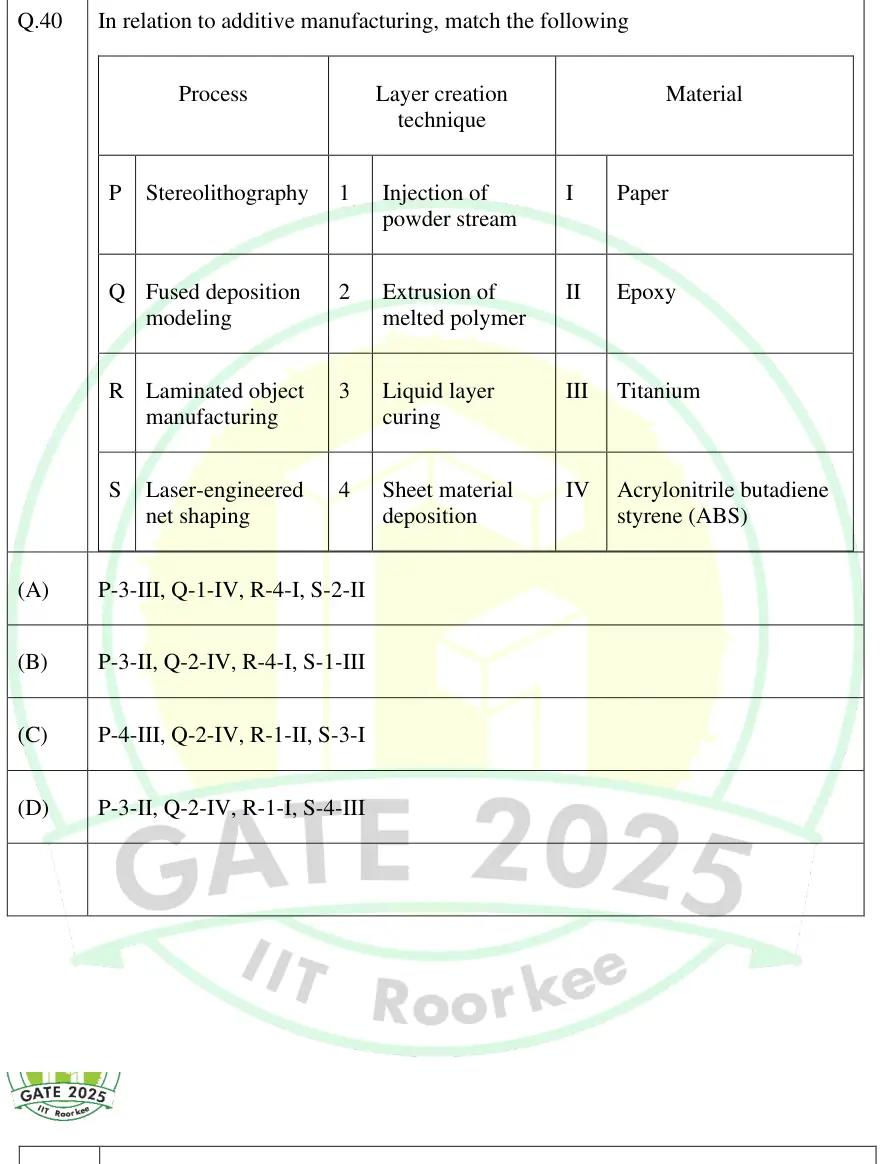 Q.40 In relation to additive manufacturing, match the following
Process Layer creation Material
technique
P Stereolithography 1 Injection of I Paper
powder stream
Q Fused deposition 2 Extrusion of II Epoxy
modeling melted polymer
R Laminated object 3 Liquid layer III Titanium
manufacturing curing
S Laser-engineered 4 Sheet material IV Acrylonitrile butadiene
net shaping deposition styrene (ABS)
(A) P-3-III, Q-1-IV, R-4-I, S-2-II
(B) P-3-II, Q-2-IV, R-4-I, S-1-III
(C) P-4-III, Q-2-IV, R-1-II, S-3-I
(D) P-3-II, Q-2-IV, R-1-I, S-4-III
GATE 2025
IIT Roorkee
GATE 2025
IIT Roorkee